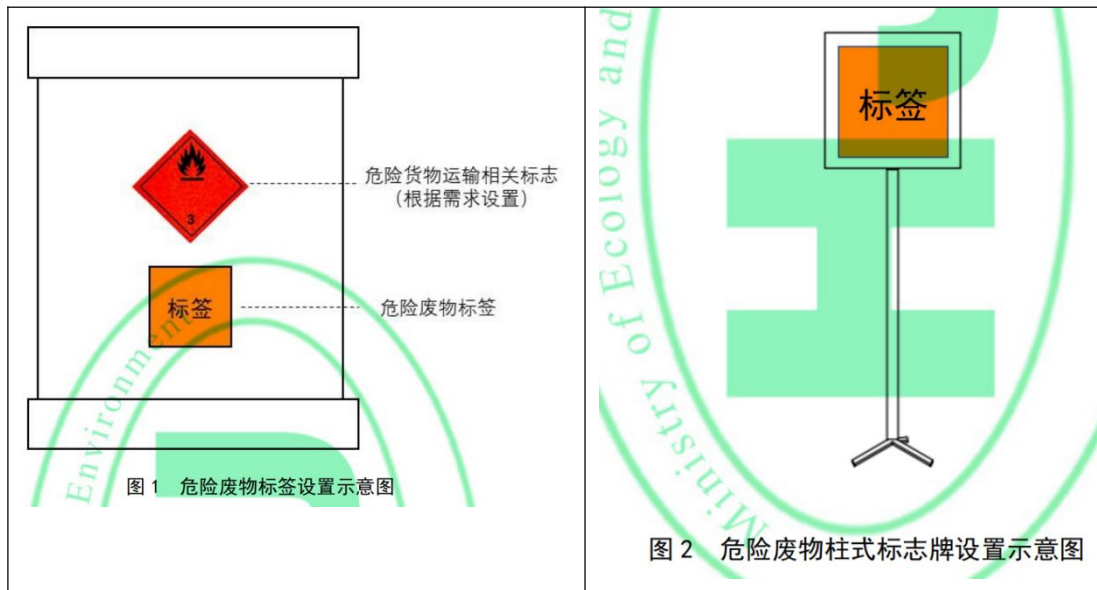 3
危险货物运输相关标志
（根据需求设置）
标签
危险废物标签
Environment
图 1 危险废物标签设置示意图
标签
Ministry of Ecology and
图 2 危险废物柱式标志牌设置示意图